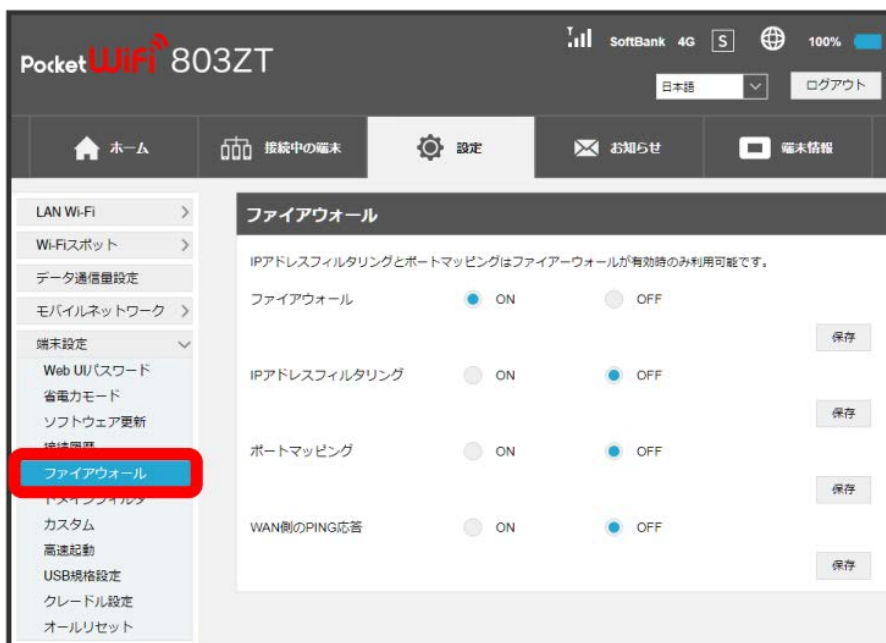 Pocket WiFi 803ZT
SoftBank 4G S 100%
日本語 ログアウト
ホーム 接続中の端末 設定 お知らせ 端末情報
LAN Wi-Fi
Wi-Fiスポット
データ通信量設定
モバイルネットワーク
端末設定
Web UIパスワード
省電力モード
ソフトウェア更新
接続履歴
ファイアウォール
ドメインフィルタ
カスタム
高速起動
USB規格設定
クレードル設定
オールリセット
ファイアウォール
IPアドレスフィルタリングとポートマッピングはファイアーウォールが有効時のみ利用可能です。
ファイアウォール ON OFF
保存
IPアドレスフィルタリング ON OFF
保存
ポートマッピング ON OFF
保存
WAN側のPING応答 ON OFF
保存